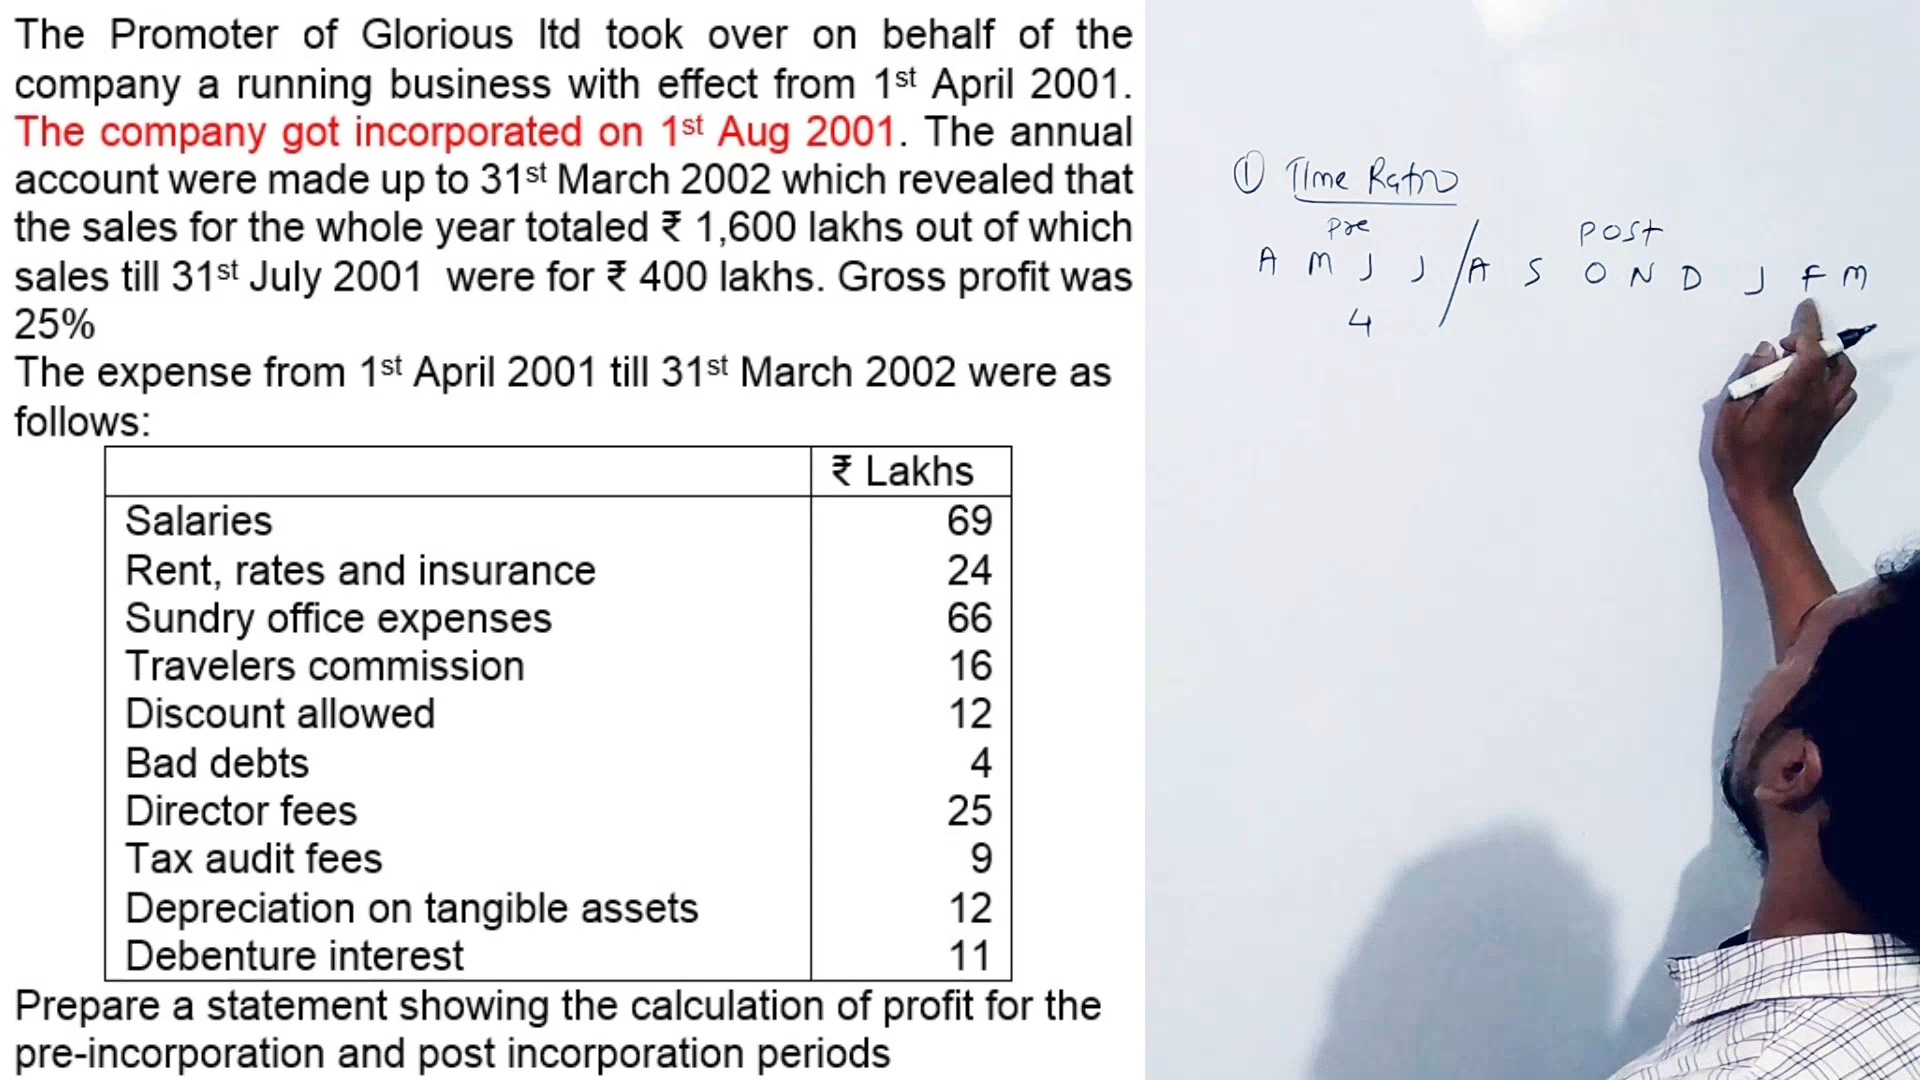 The Promoter of Glorious ltd took over on behalf of the
company a running business with effect from 1st April 2001.
The company got incorporated on 1st Aug 2001. The annual
account were made up to 31st March 2002 which revealed that
the sales for the whole year totaled ₹ 1,600 lakhs out of which
sales till 31st July 2001 were for ₹ 400 lakhs. Gross profit was
25%
The expense from 1st April 2001 till 31st March 2002 were as
follows:
₹ Lakhs
Salaries 69
Rent, rates and insurance 24
Sundry office expenses 66
Travelers commission 16
Discount allowed 12
Bad debts 4
Director fees 25
Tax audit fees 9
Depreciation on tangible assets 12
Debenture interest 11
Prepare a statement showing the calculation of profit for the
pre-incorporation and post incorporation periods
① Time Ratio
Pre Post
A M J J / A S O N D J F M
4